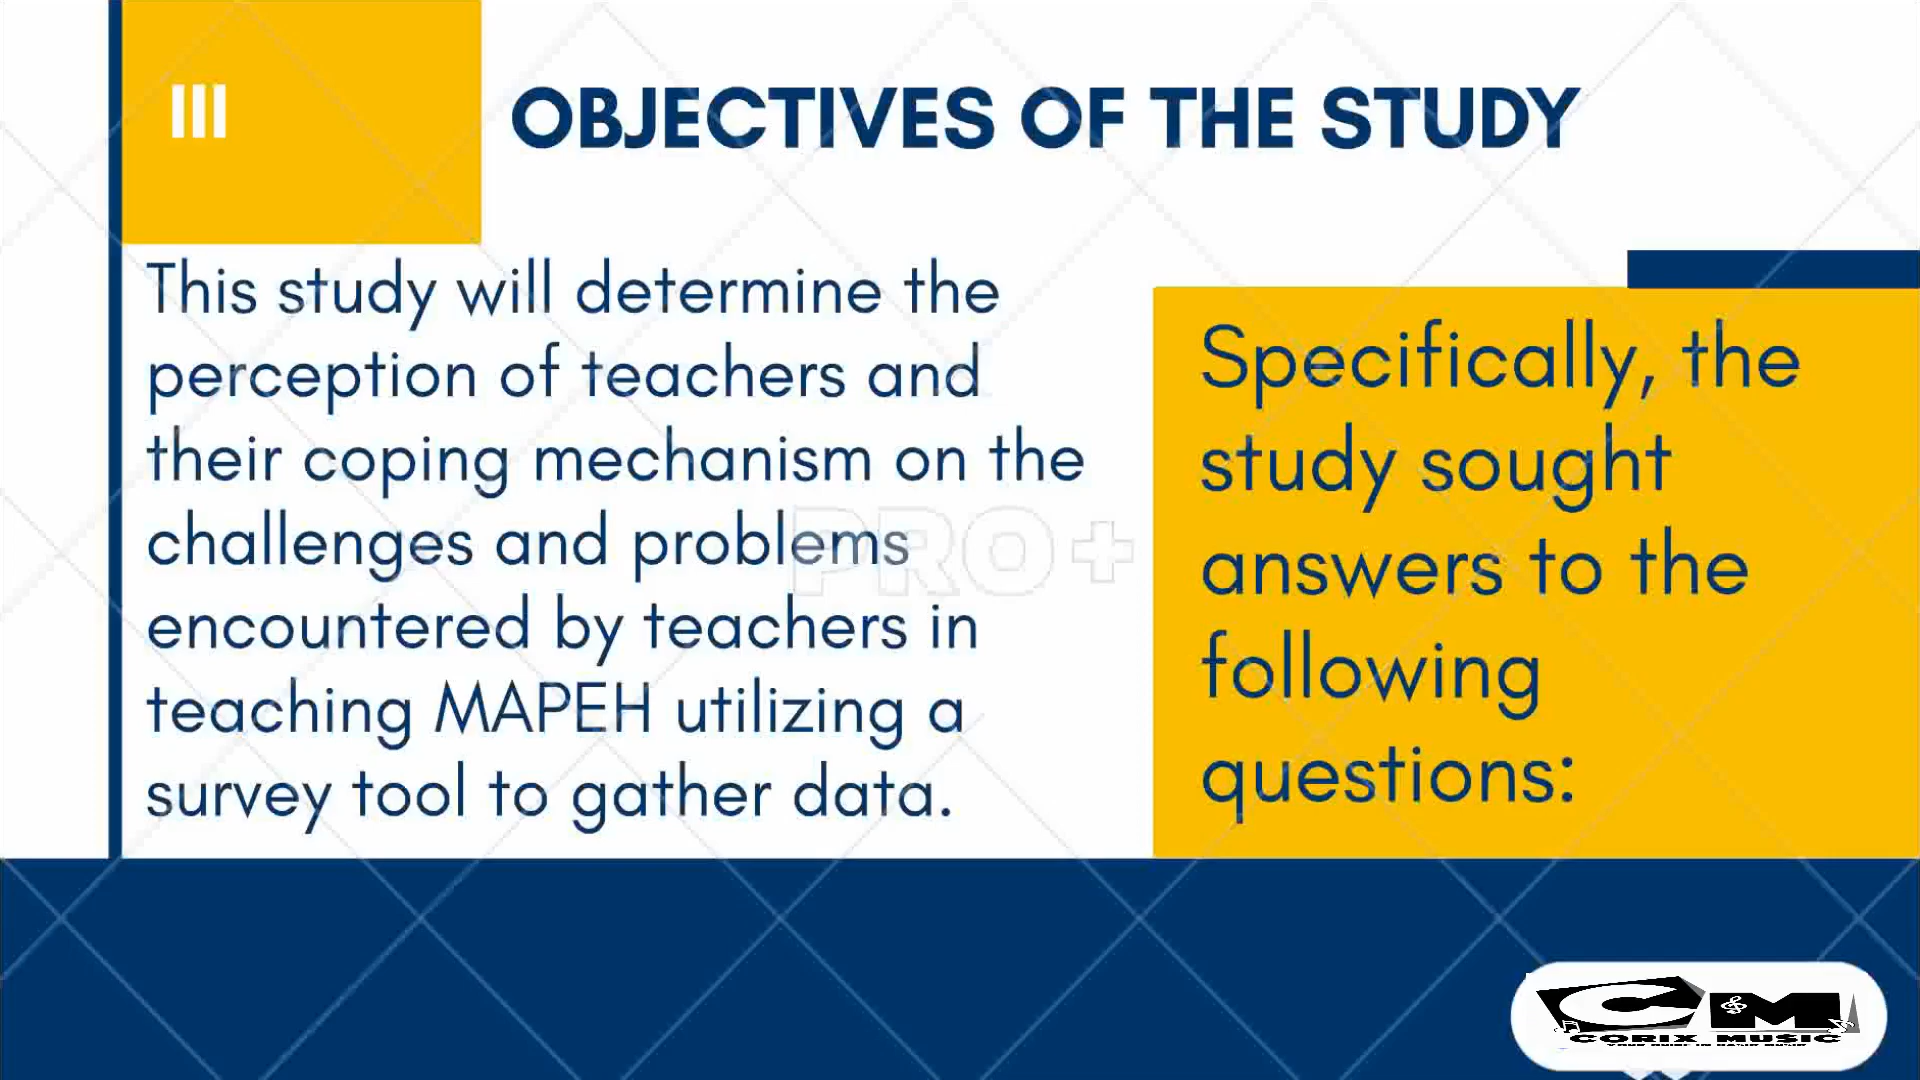 III
OBJECTIVES OF THE STUDY
This study will determine the
perception of teachers and
their coping mechanism on the
challenges and problems
encountered by teachers in
teaching MAPEH utilizing a
survey tool to gather data.
Specifically, the
study sought
answers to the
following
questions:
PRO+
CM
CORIX MUSIC